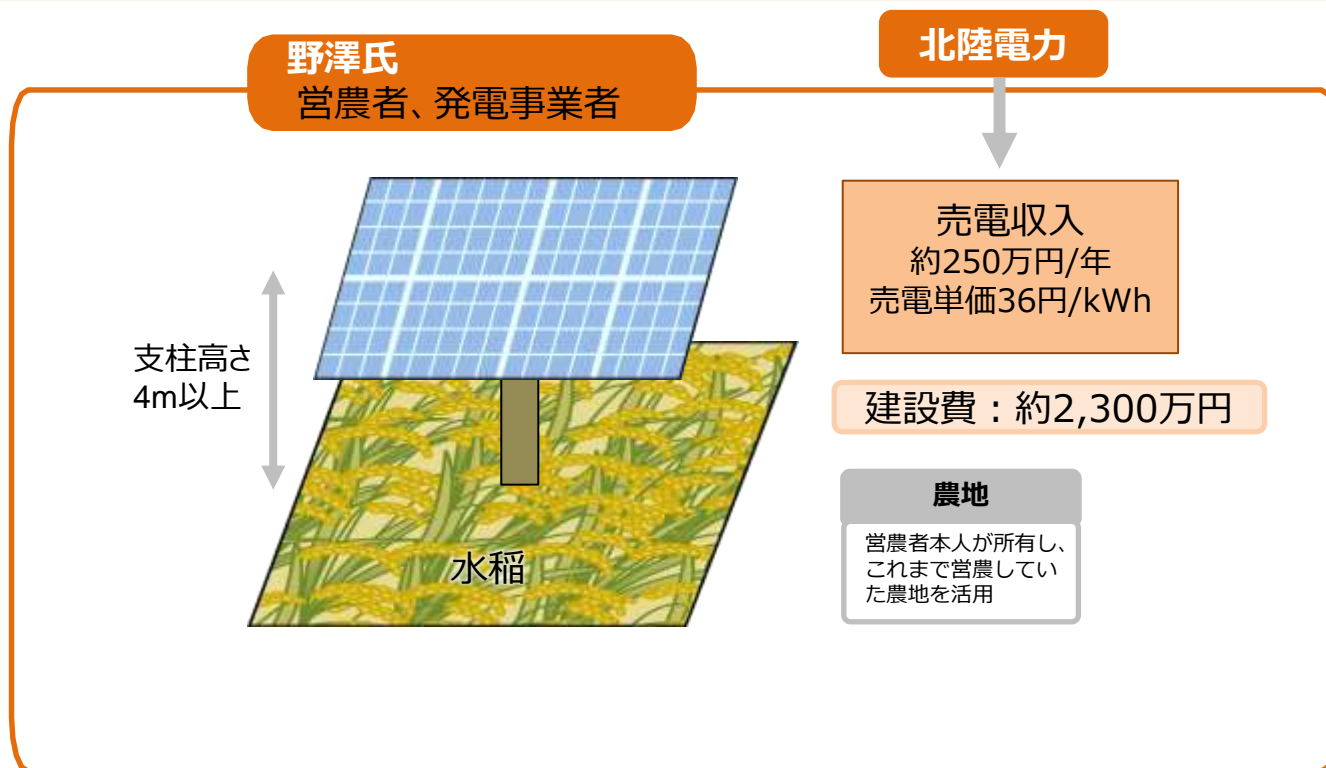 野澤氏
営農者、発電事業者
北陸電力
売電収入
約250万円/年
売電単価36円/kWh
支柱高さ
4m以上
建設費：約2,300万円
農地
営農者本人が所有し、
これまで営農してい
た農地を活用
水稲